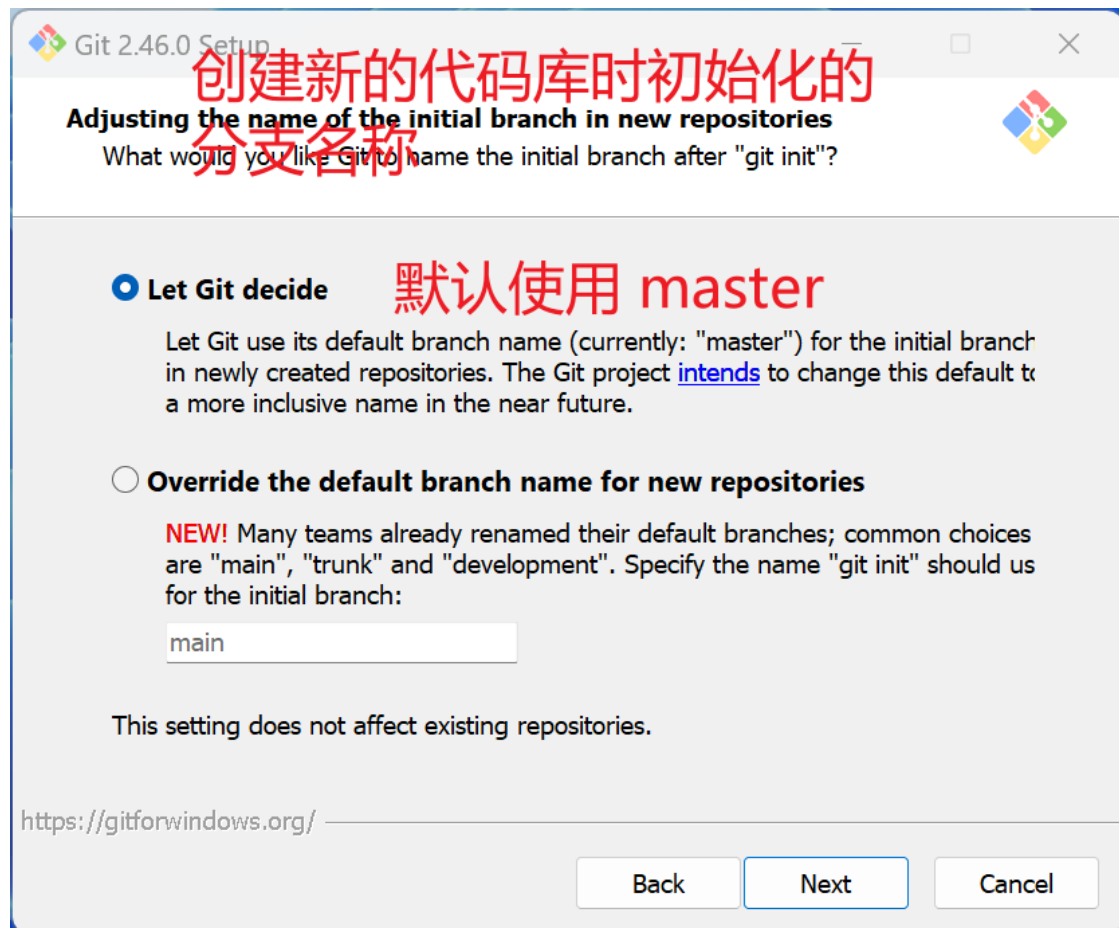 Git 2.46.0 Setup
创建新的代码库时初始化的
分支名称
Adjusting the name of the initial branch in new repositories
What would you like Git to name the initial branch after "git init"?
Let Git decide
默认使用 master
Let Git use its default branch name (currently: "master") for the initial branch
in newly created repositories. The Git project intends to change this default to
a more inclusive name in the near future.
Override the default branch name for new repositories
NEW! Many teams already renamed their default branches; common choices
are "main", "trunk" and "development". Specify the name "git init" should us
for the initial branch:
main
This setting does not affect existing repositories.
https://gitforwindows.org/
Back
Next
Cancel